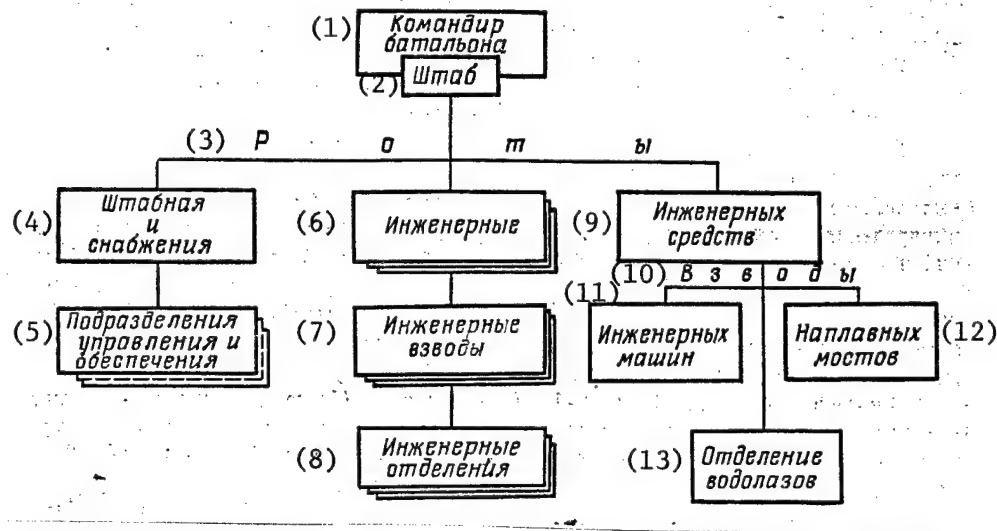 (1) Командир
батальона
(2) Штаб
(3) Р о т ы
(4) Штабная
и
снабжения
(6) Инженерные
(9) Инженерных
средств
(10) В з в о д ы
(5) Подразделения
управления и
обеспечения
(7) Инженерные
взводы
(11) Инженерных
машин
Наплавных
мостов (12)
(8) Инженерные
отделения
(13) Отделение
водолазов